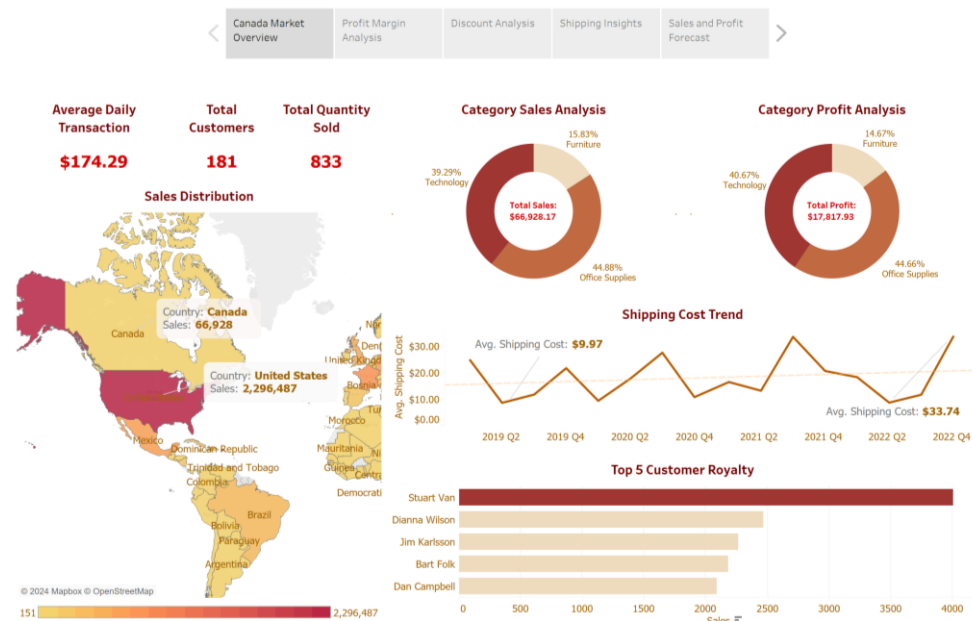 Canada Market
Overview
Profit Margin
Analysis
Discount Analysis
Shipping Insights
Sales and Profit
Forecast
Average Daily
Transaction
Total
Customers
Total Quantity
Sold
$174.29
181
833
Sales Distribution
Canada
Country: Canada
Sales: 66,928
Country: United States
Sales: 2,296,487
Mexico
Dominican Republic
Trinidad and Tobago
Colombia
Brazil
Bolivia
Paraguay
Argentina
Morocco
Mauritania
Guinea
Bosnia
© 2024 Mapbox © OpenStreetMap
151
2,296,487
Category Sales Analysis
15.83%
Furniture
39.29%
Technology
Total Sales:
$66,928.17
44.88%
Office Supplies
Category Profit Analysis
14.67%
Furniture
40.67%
Technology
Total Profit:
$17,817.93
44.66%
Office Supplies
Shipping Cost Trend
Avg. Shipping Cost
$30.00
$20.00
$10.00
$0.00
Avg. Shipping Cost: $9.97
Avg. Shipping Cost: $33.74
2019 Q2
2019 Q4
2020 Q2
2020 Q4
2021 Q2
2021 Q4
2022 Q2
2022 Q4
Top 5 Customer Royalty
Stuart Van
Dianna Wilson
Jim Karlsson
Bart Folk
Dan Campbell
0
500
1000
1500
2000
2500
3000
3500
4000
Sales